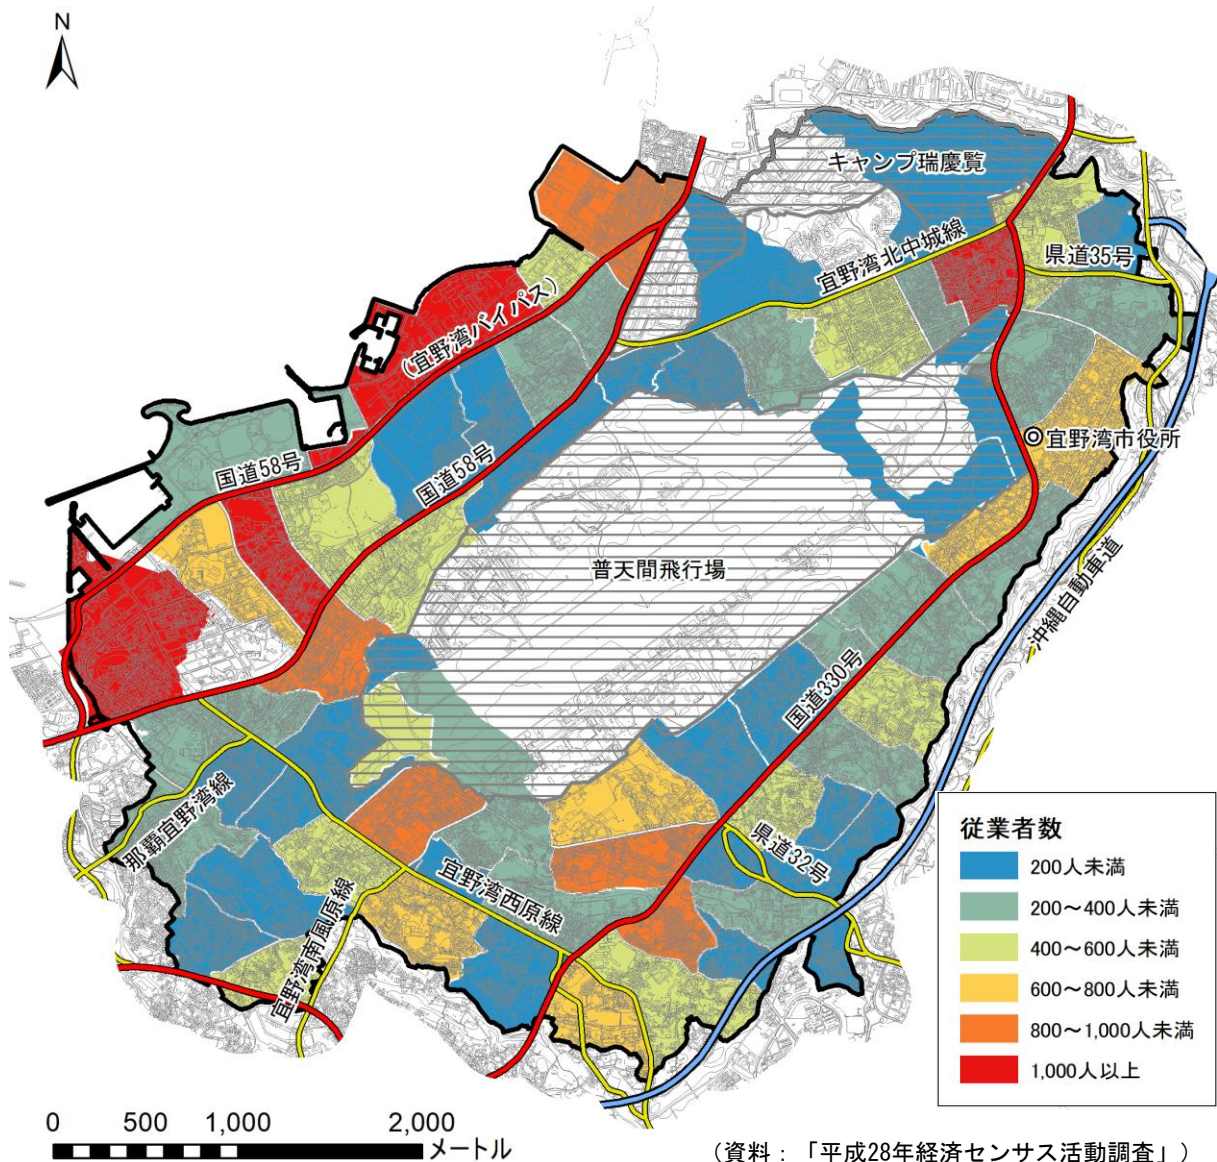 N
キャンプ瑞慶覧
県道35号
宜野湾北中城線
(宜野湾バイパス)
宜野湾市役所
国道58号
国道58号
普天間飛行場
沖縄自動車道
国道330号
那覇宜野湾線
県道32号
宜野湾西原線
宜野湾南風原線
従業者数
200人未満
200～400人未満
400～600人未満
600～800人未満
800～1,000人未満
1,000人以上
0 500 1,000 2,000
メートル
(資料：「平成28年経済センサス活動調査」)